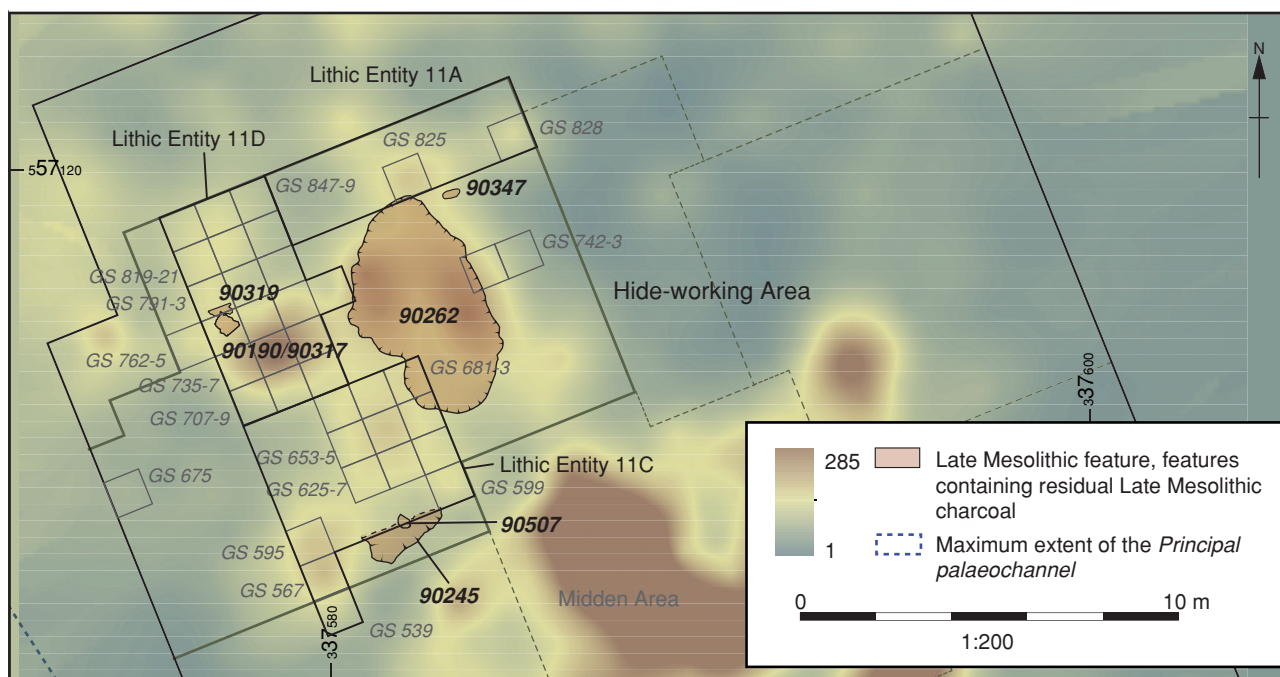 Lithic Entity 11A
N
Lithic Entity 11D
GS 825
GS 828
557120
GS 847-9
90347
GS 742-3
GS 819-21
90319
GS 791-3
Hide-working Area
90262
90190/90317
GS 762-5
GS 681-3
337600
GS 735-7
GS 707-9
GS 653-5
Lithic Entity 11C
GS 675
GS 625-7
GS 599
90507
GS 595
GS 567
90245
Midden Area
337580
GS 539
285
1
Late Mesolithic feature, features
containing residual Late Mesolithic
charcoal
Maximum extent of the Principal
palaeochannel
0
10 m
1:200